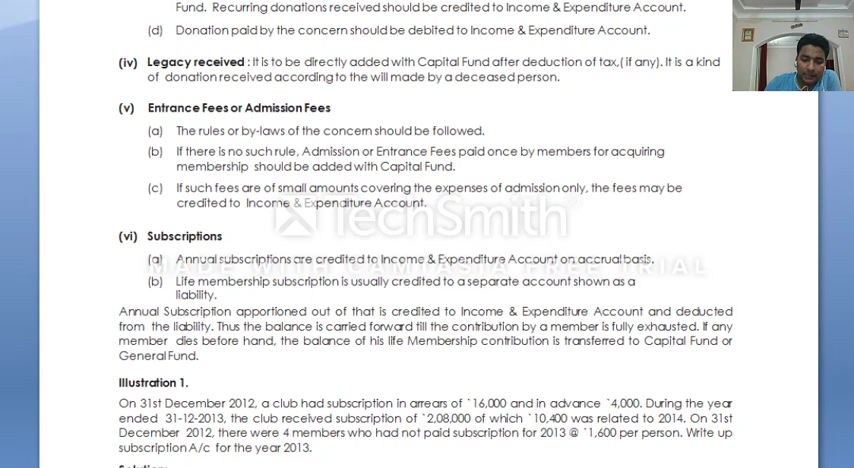 Fund. Recurring donations received should be credited to Income & Expenditure Account.
(d) Donation paid by the concern should be debited to Income & Expenditure Account.
(iv) Legacy received : It is to be directly added with Capital Fund after deduction of tax,( if any). It is a kind
of donation received according to the will made by a deceased person.
(v) Entrance Fees or Admission Fees
(a) The rules or by-laws of the concern should be followed.
(b) If there is no such rule, Admission or Entrance Fees paid once by members for acquiring
membership should be added with Capital Fund.
(c) If such fees are of small amounts covering the expenses of admission only, the fees may be
credited to Income & Expenditure Account.
TechSmith
(vi) Subscriptions
(a) Annual subscriptions are credited to Income & Expenditure Account on accrual basis.
MADE WITH CAMTASIA FREE TRIAL
(b) Life membership subscription is usually credited to a separate account shown as a
liability.
Annual Subscription apportioned out of that is credited to Income & Expenditure Account and deducted
from the liability. Thus the balance is carried forward till the contribution by a member is fully exhausted. If any
member dies before hand, the balance of his life Membership contribution is transferred to Capital Fund or
General Fund.
Illustration 1.
On 31st December 2012, a club had subscription in arrears of `16,000 and in advance `4,000. During the year
ended 31-12-2013, the club received subscription of `2,08,000 of which `10,400 was related to 2014. On 31st
December 2012, there were 4 members who had not paid subscription for 2013 @ `1,600 per person. Write up
subscription A/c for the year 2013.
Solution: